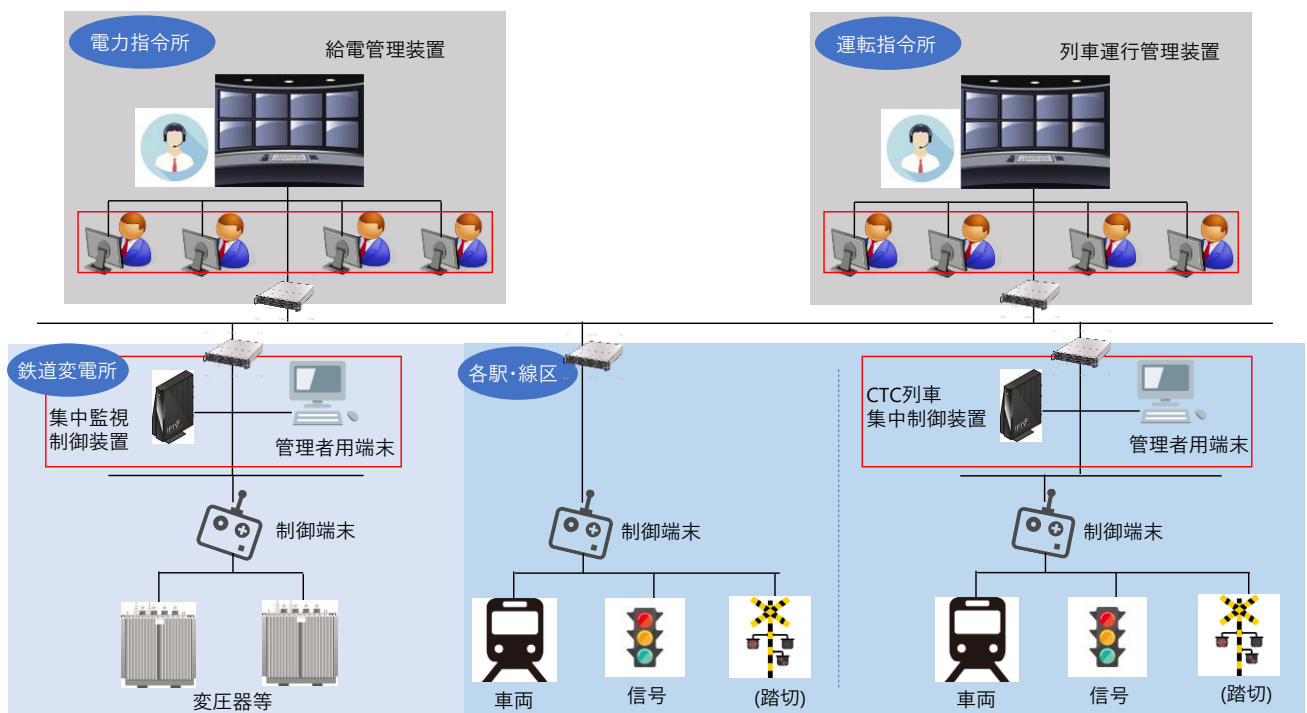 電力指令所
給電管理装置
運転指令所
列車運行管理装置
鉄道変電所
集中監視
制御装置
管理者用端末
各駅・線区
CTC列車
集中制御装置
管理者用端末
制御端末
制御端末
制御端末
変圧器等
車両
信号
(踏切)
車両
信号
(踏切)